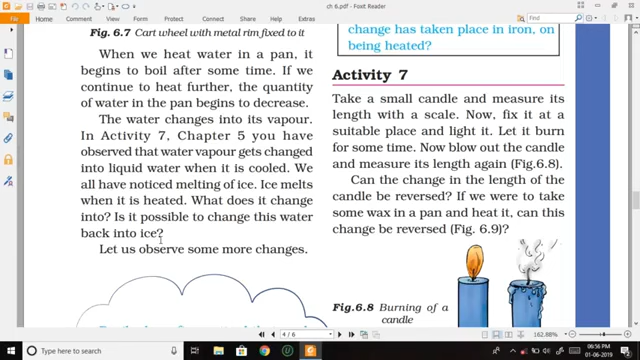 ch 6.pdf - Foxit Reader
File
Home
Comment
View
Form
Protect
Share
Help
Extras
Find
Fig. 6.7 Cart wheel with metal rim fixed to it
When we heat water in a pan, it
begins to boil after some time. If we
continue to heat further, the quantity
of water in the pan begins to decrease.
The water changes into its vapour.
In Activity 7, Chapter 5 you have
observed that water vapour gets changed
into liquid water when it is cooled. We
all have noticed melting of ice. Ice melts
when it is heated. What does it change
into? Is it possible to change this water
back into ice?
Let us observe some more changes.
change has taken place in iron, on
being heated?
Activity 7
Take a small candle and measure its
length with a scale. Now, fix it at a
suitable place and light it. Let it burn
for some time. Now blow out the candle
and measure its length again (Fig.6.8).
Can the change in the length of the
candle be reversed? If we were to take
some wax in a pan and heat it, can this
change be reversed (Fig. 6.9)?
Fig.6.8 Burning of a
candle
4 / 6
162.88%
Type here to search
06:56 PM
01-06-2019